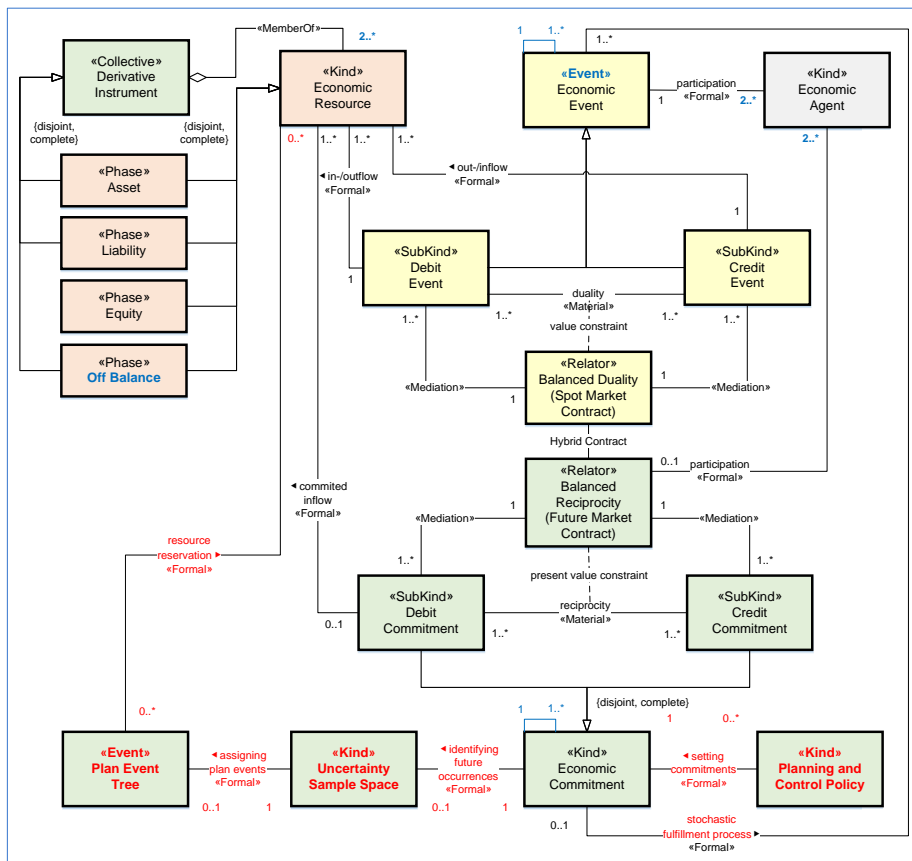 «MemberOf»
2..*
1
1..*
1..*
«Collective»
Derivative
Instrument
«Kind»
Economic
Resource
«Event»
Economic
Event
participation
«Formal»
1
2..*
«Kind»
Economic
Agent
{disjoint,
complete}
{disjoint,
complete}
0..*
1..*
1..*
1..*
2..*
◄ in-/outflow
«Formal»
◄ out-/inflow
«Formal»
«Phase»
Asset
«Phase»
Liability
«Phase»
Equity
«Phase»
Off Balance
1
1
«SubKind»
Debit
Event
«SubKind»
Credit
Event
duality
«Material»
1..*
1..*
1..*
1..*
value constraint
«Mediation»
1
«Relator»
Balanced Duality
(Spot Market
Contract)
1
«Mediation»
Hybrid Contract
◄ commited
inflow
«Formal»
«Relator»
Balanced
Reciprocity
(Future Market
Contract)
0..1
participation
«Formal»
«Mediation»
1
1
«Mediation»
resource
reservation ►
«Formal»
1..*
present value constraint
1..*
«SubKind»
Debit
Commitment
reciprocity
«Material»
«SubKind»
Credit
Commitment
0..1
1..*
1..*
{disjoint, complete}
0..*
1
1..*
1
0..*
«Event»
Plan Event
Tree
◄ assigning
plan events
«Formal»
0..1
1
«Kind»
Uncertainty
Sample Space
◄ identifying
future
occurrences
«Formal»
0..1
1
«Kind»
Economic
Commitment
◄ setting
commitments
«Formal»
«Kind»
Planning and
Control Policy
0..1
stochastic
fulfillment process ►
«Formal»